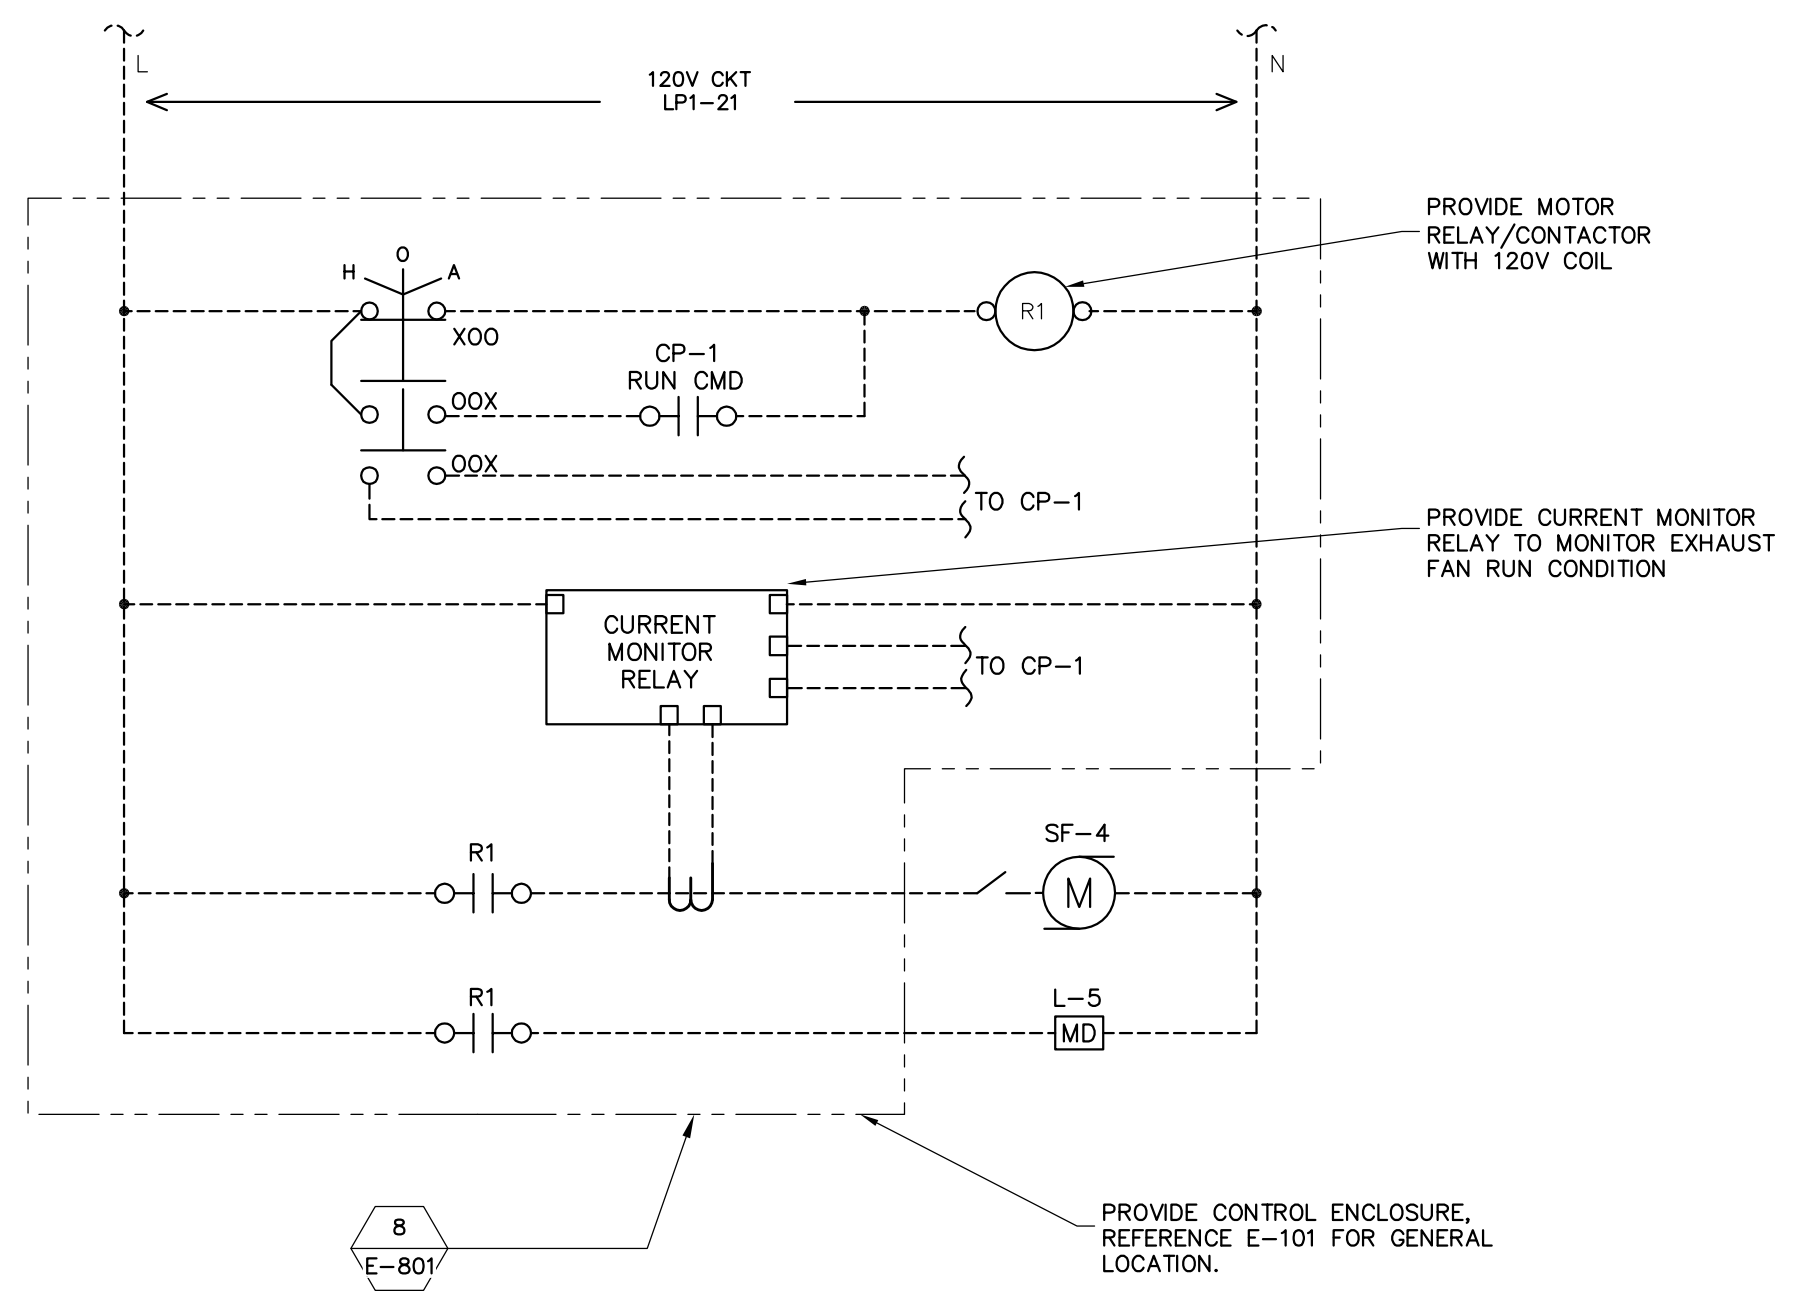 L
N
120V CKT
LP1-21
PROVIDE MOTOR
RELAY/CONTACTOR
WITH 120V COIL
O
H
A
R1
XOO
CP-1
RUN CMD
OOX
OOX
TO CP-1
PROVIDE CURRENT MONITOR
RELAY TO MONITOR EXHAUST
FAN RUN CONDITION
CURRENT
MONITOR
RELAY
TO CP-1
SF-4
R1
M
R1
L-5
MD
8
E-801
PROVIDE CONTROL ENCLOSURE,
REFERENCE E-101 FOR GENERAL
LOCATION.